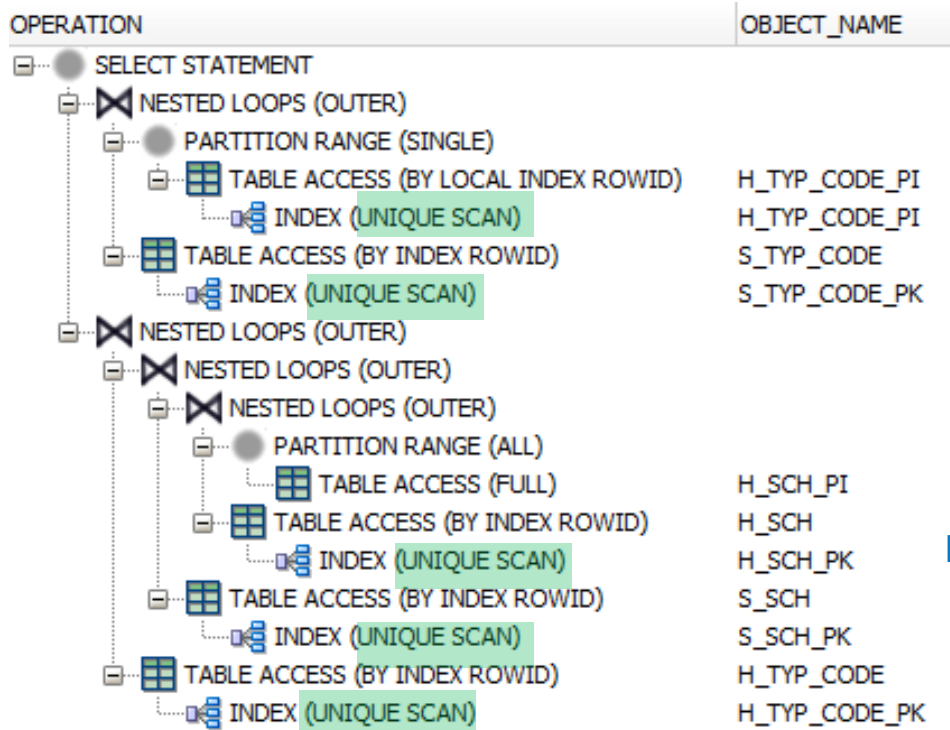 OPERATION OBJECT_NAME
SELECT STATEMENT
NESTED LOOPS (OUTER)
PARTITION RANGE (SINGLE)
TABLE ACCESS (BY LOCAL INDEX ROWID) H_TYP_CODE_PI
INDEX (UNIQUE SCAN) H_TYP_CODE_PI
TABLE ACCESS (BY INDEX ROWID) S_TYP_CODE
INDEX (UNIQUE SCAN) S_TYP_CODE_PK
NESTED LOOPS (OUTER)
NESTED LOOPS (OUTER)
NESTED LOOPS (OUTER)
PARTITION RANGE (ALL)
TABLE ACCESS (FULL) H_SCH_PI
TABLE ACCESS (BY INDEX ROWID) H_SCH
INDEX (UNIQUE SCAN) H_SCH_PK
TABLE ACCESS (BY INDEX ROWID) S_SCH
INDEX (UNIQUE SCAN) S_SCH_PK
TABLE ACCESS (BY INDEX ROWID) H_TYP_CODE
INDEX (UNIQUE SCAN) H_TYP_CODE_PK